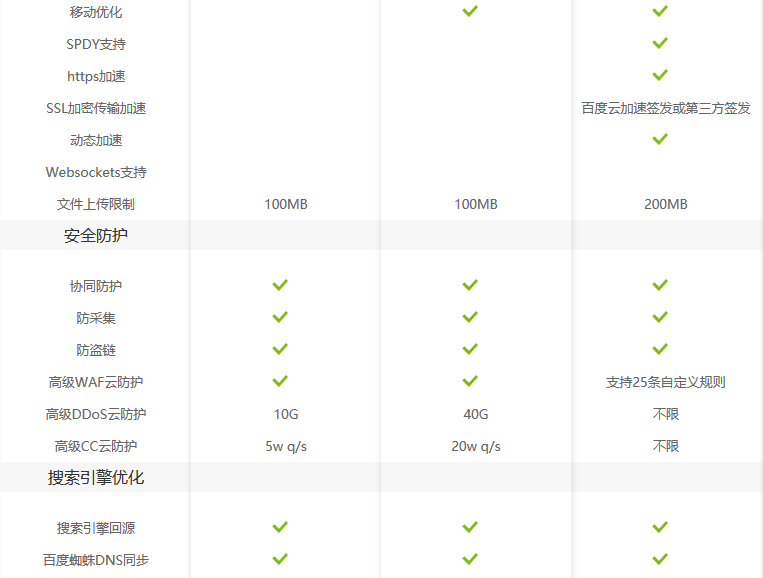 移动优化
SPDY支持
https加速
SSL加密传输加速 百度云加速签发或第三方签发
动态加速
Websockets支持
文件上传限制 100MB 100MB 200MB
安全防护
协同防护
防采集
防盗链
高级WAF云防护 支持25条自定义规则
高级DDoS云防护 10G 40G 不限
高级CC云防护 5w q/s 20w q/s 不限
搜索引擎优化
搜索引擎回源
百度蜘蛛DNS同步